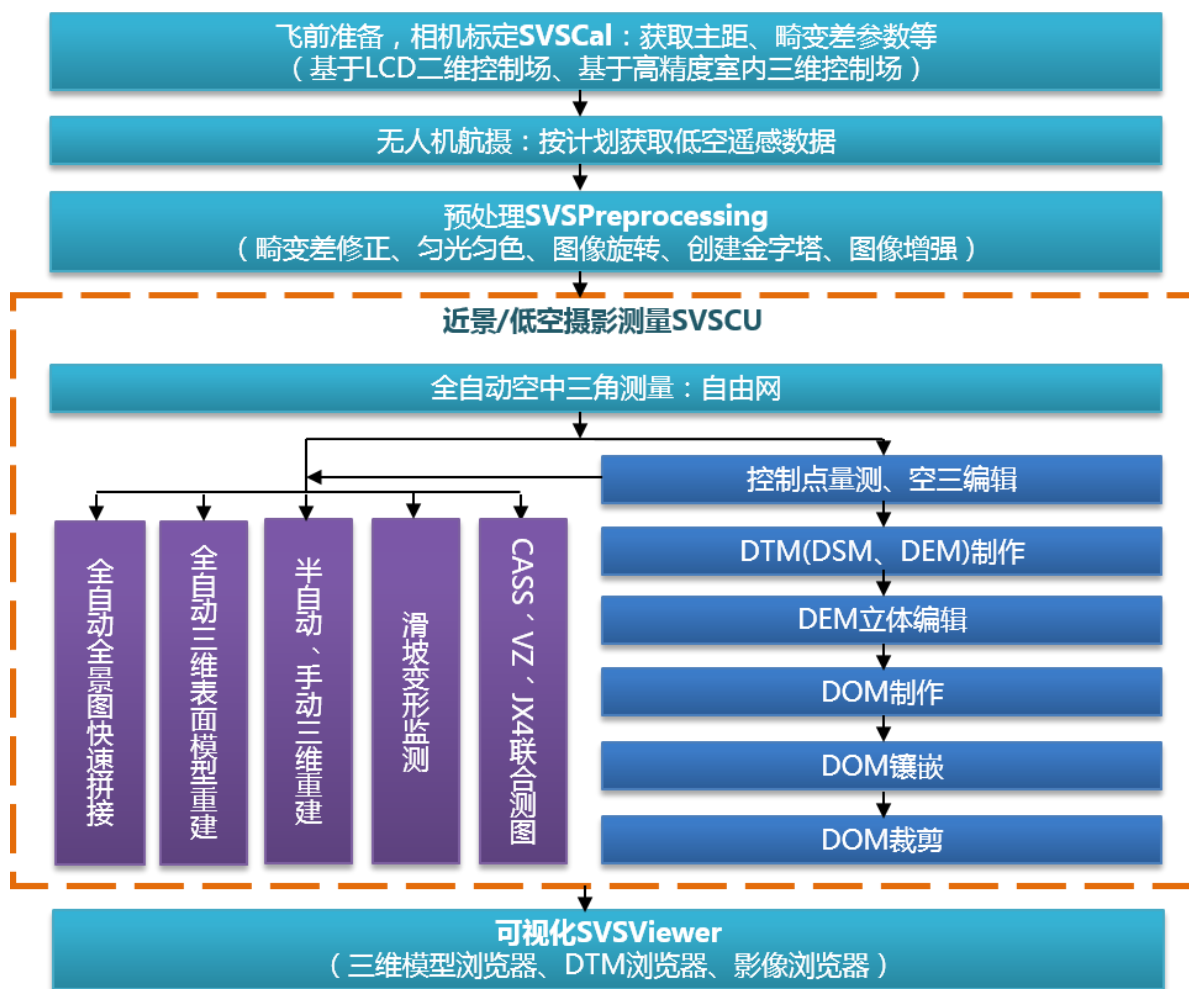 飞前准备，相机标定SVSCal：获取主距、畸变差参数等
（基于LCD二维控制场、基于高精度室内三维控制场）
无人机航摄：按计划获取低空遥感数据
预处理SVSPreprocessing
（畸变差修正、匀光匀色、图像旋转、创建金字塔、图像增强）
近景/低空摄影测量SVSCU
全自动空中三角测量：自由网
控制点量测、空三编辑
DTM(DSM、DEM)制作
DEM立体编辑
DOM制作
DOM镶嵌
DOM裁剪
全自动全景图快速拼接
全自动三维表面模型重建
半自动、手动三维重建
滑坡变形监测
CASS、VZ、JX4联合测图
可视化SVSViewer
（三维模型浏览器、DTM浏览器、影像浏览器）